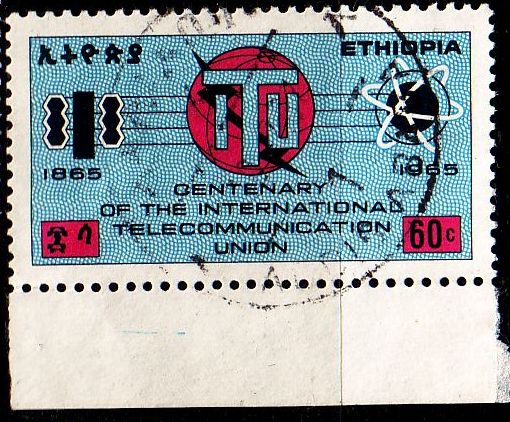 ኢትዮጵያ
ETHIOPIA
ITU
1865
1965
CENTENARY
OF THE INTERNATIONAL
TELECOMMUNICATION
UNION
60c